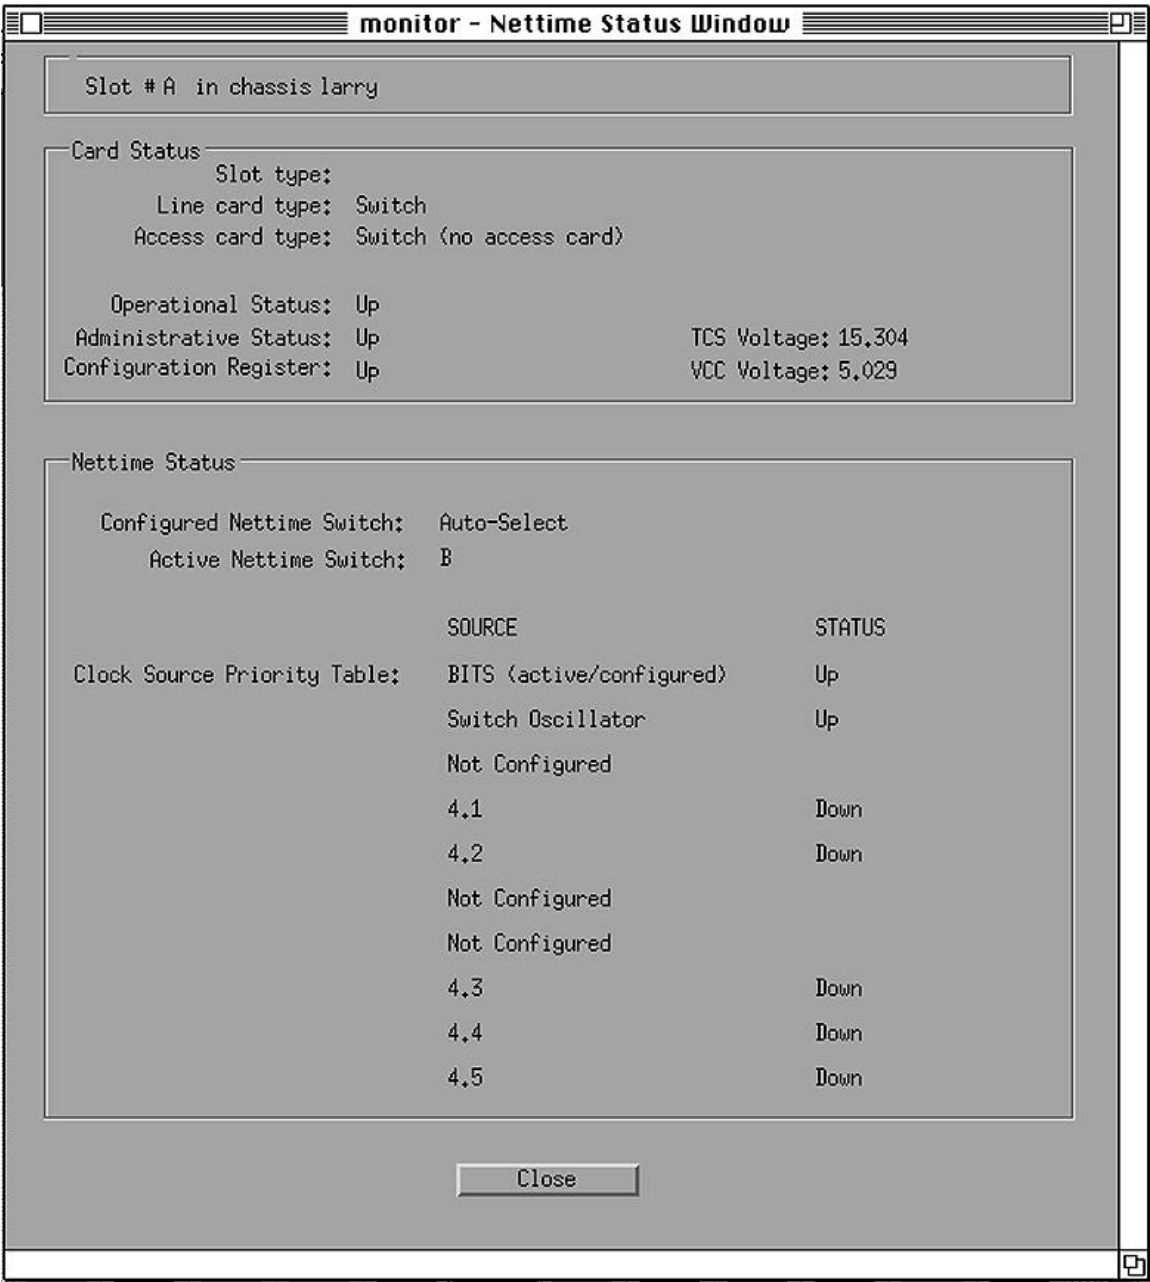 monitor - Nettime Status Window
Slot # A in chassis larry
Card Status
Slot type:
Line card type: Switch
Access card type: Switch (no access card)
Operational Status: Up
Administrative Status: Up TCS Voltage: 15.304
Configuration Register: Up VCC Voltage: 5.029
Nettime Status
Configured Nettime Switch: Auto-Select
Active Nettime Switch: B
SOURCE STATUS
Clock Source Priority Table: BITS (active/configured) Up
Switch Oscillator Up
Not Configured
4.1 Down
4.2 Down
Not Configured
Not Configured
4.3 Down
4.4 Down
4.5 Down
Close